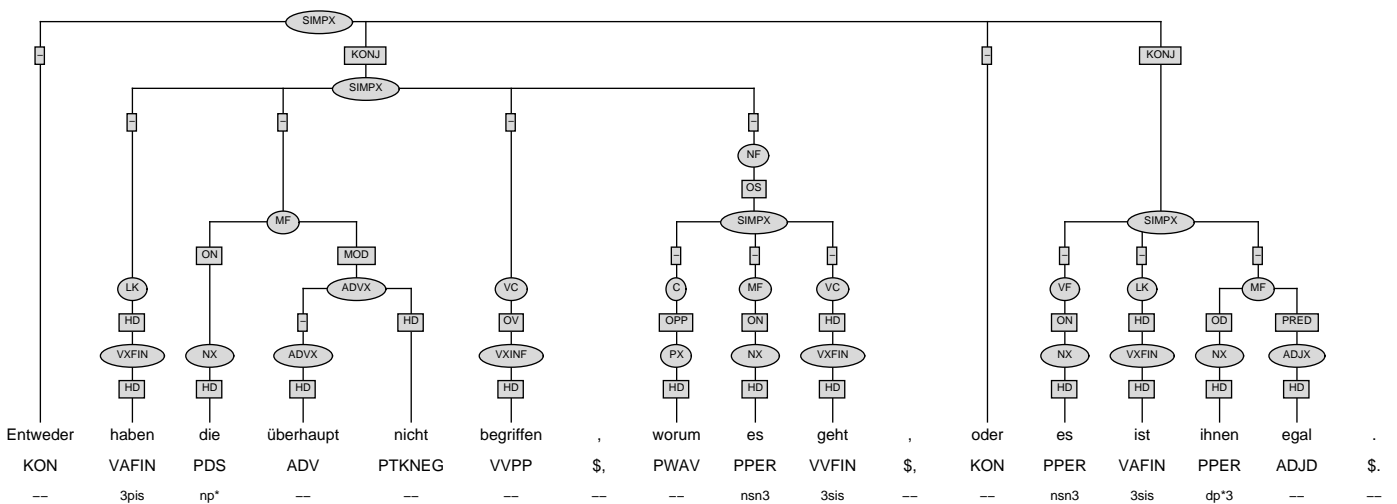 SIMPX
– KONJ – KONJ
SIMPX
– – – –
NF
OS
MF SIMPX SIMPX
ON MOD – – – – – –
LK ADVX VC C MF VC VF LK MF
HD – HD OV OPP ON HD ON HD OD PRED
VXFIN NX ADVX VXINF PX NX VXFIN NX VXFIN NX ADJX
HD HD HD HD HD HD HD HD HD HD HD
Entweder haben die überhaupt nicht begriffen , worum es geht , oder es ist ihnen egal .
KON VAFIN PDS ADV PTKNEG VVPP $, PWAV PPER VVFIN $, KON PPER VAFIN PPER ADJD $.
–– 3pis np* –– –– –– –– –– nsn3 3sis –– –– nsn3 3sis dp*3 –– ––